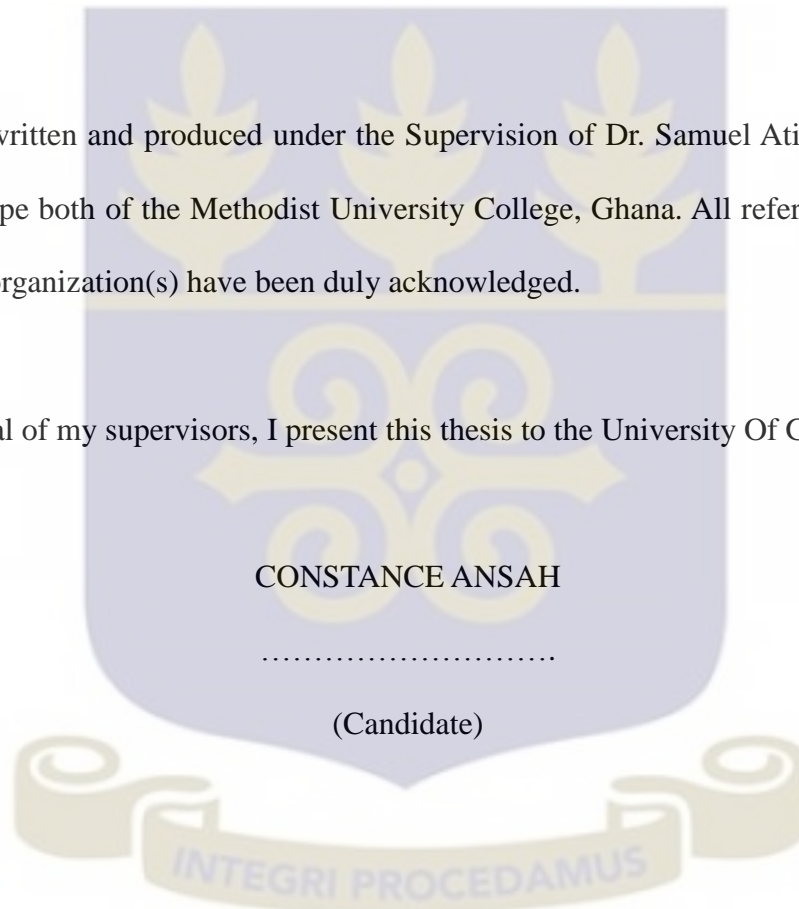 written and produced under the Supervision of Dr. Samuel Ati
both of the Methodist University College, Ghana. All refer
organization(s) have been duly acknowledged.
al of my supervisors, I present this thesis to the University Of
CONSTANCE ANSAH
………………………….
(Candidate)
INTEGRI PROCEDAMUS